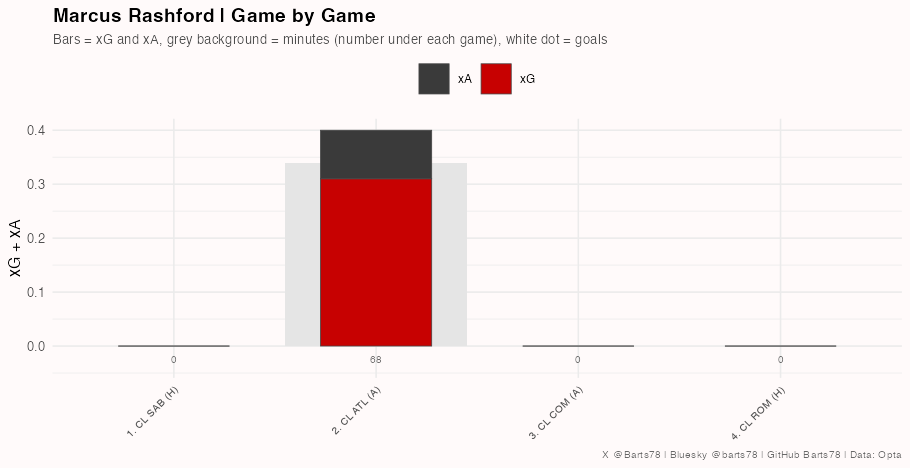 Marcus Rashford | Game by Game
Bars = xG and xA, grey background = minutes (number under each game), white dot = goals
xA xG
xG + xA
0.4
0.3
0.2
0.1
0.0
0 68 0 0
1. CL SAB (H) 2. CL ATL (A) 3. CL COM (A) 4. CL ROM (H)
X @Barts78 | Bluesky @barts78 | GitHub Barts78 | Data: Opta